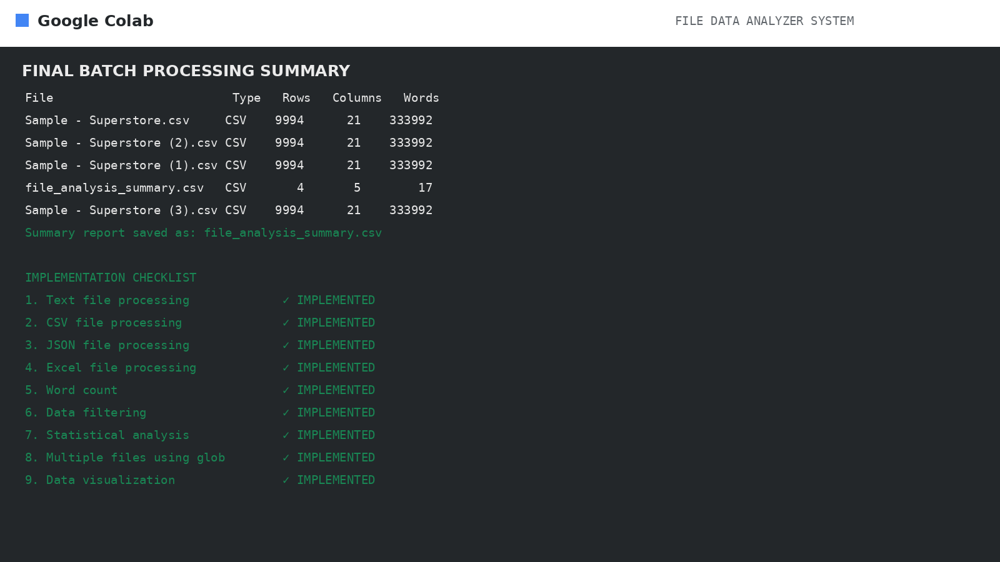 Google Colab
FILE DATA ANALYZER SYSTEM
FINAL BATCH PROCESSING SUMMARY
File Type Rows Columns Words
Sample - Superstore.csv CSV 9994 21 333992
Sample - Superstore (2).csv CSV 9994 21 333992
Sample - Superstore (1).csv CSV 9994 21 333992
file_analysis_summary.csv CSV 4 5 17
Sample - Superstore (3).csv CSV 9994 21 333992
Summary report saved as: file_analysis_summary.csv
IMPLEMENTATION CHECKLIST
1. Text file processing ✓ IMPLEMENTED
2. CSV file processing ✓ IMPLEMENTED
3. JSON file processing ✓ IMPLEMENTED
4. Excel file processing ✓ IMPLEMENTED
5. Word count ✓ IMPLEMENTED
6. Data filtering ✓ IMPLEMENTED
7. Statistical analysis ✓ IMPLEMENTED
8. Multiple files using glob ✓ IMPLEMENTED
9. Data visualization ✓ IMPLEMENTED